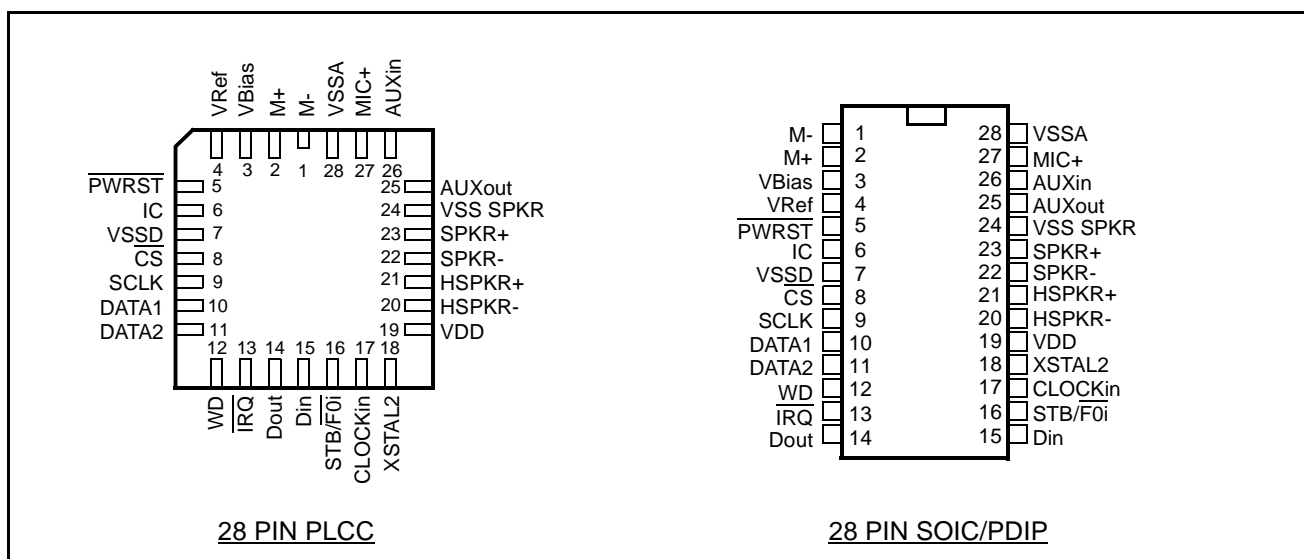 VRef
VBias
M+
M-
VSSA
MIC+
AUXin
4 3 2 1 28 27 26
PWRST 5
IC 6
VSSD 7
CS 8
SCLK 9
DATA1 10
DATA2 11
25 AUXout
24 VSS SPKR
23 SPKR+
22 SPKR-
21 HSPKR+
20 HSPKR-
19 VDD
12 13 14 15 16 17 18
WD
IRQ
Dout
Din
STB/F0i
CLOCKin
XSTAL2
28 PIN PLCC
M- 1 28 VSSA
M+ 2 27 MIC+
VBias 3 26 AUXin
VRef 4 25 AUXout
PWRST 5 24 VSS SPKR
IC 6 23 SPKR+
VSSD 7 22 SPKR-
CS 8 21 HSPKR+
SCLK 9 20 HSPKR-
DATA1 10 19 VDD
DATA2 11 18 XSTAL2
WD 12 17 CLOCKin
IRQ 13 16 STB/F0i
Dout 14 15 Din
28 PIN SOIC/PDIP